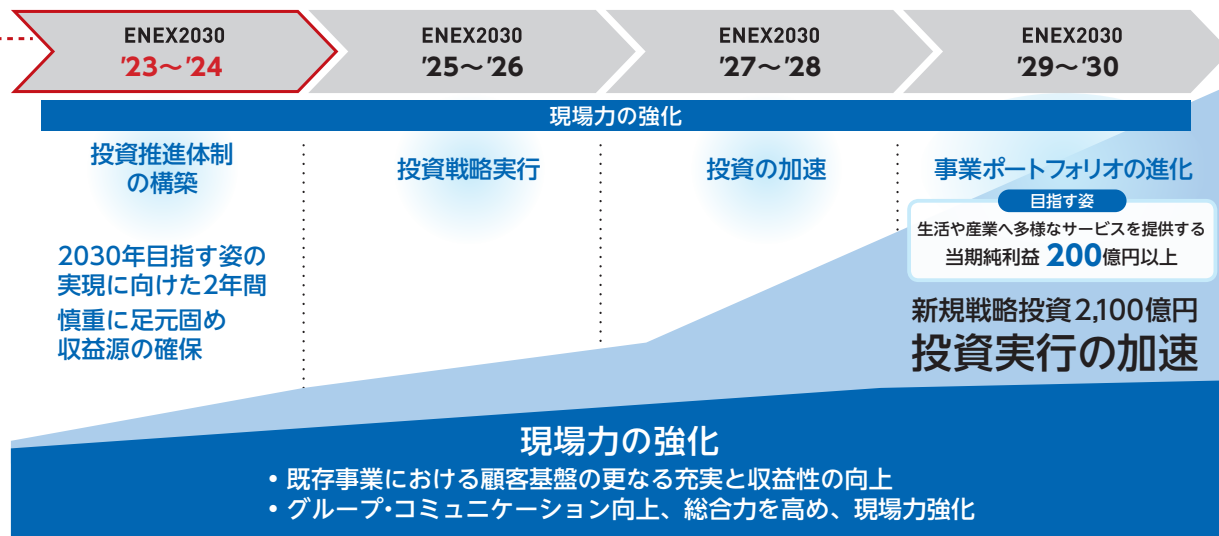 ENEX2030
'23〜'24
ENEX2030
'25〜'26
ENEX2030
'27〜'28
ENEX2030
'29〜'30
現場力の強化
投資推進体制
の構築
2030年目指す姿の
実現に向けた2年間
慎重に足元固め
収益源の確保
投資戦略実行
投資の加速
事業ポートフォリオの進化
目指す姿
生活や産業へ多様なサービスを提供する
当期純利益 200億円以上
新規戦略投資2,100億円
投資実行の加速
現場力の強化
• 既存事業における顧客基盤の更なる充実と収益性の向上
• グループ・コミュニケーション向上、総合力を高め、現場力強化